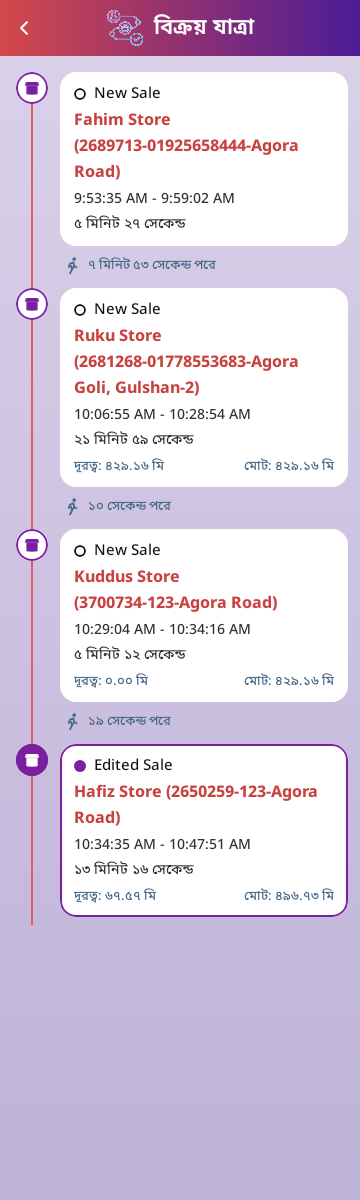 বিক্রয় যাত্রা
New Sale
Fahim Store
(2689713-01925658444-Agora
Road)
9:53:35 AM - 9:59:02 AM
৫ মিনিট ২৭ সেকেন্ড
৭ মিনিট ৫৩ সেকেন্ড পরে
New Sale
Ruku Store
(2681268-01778553683-Agora
Goli, Gulshan-2)
10:06:55 AM - 10:28:54 AM
২১ মিনিট ৫৯ সেকেন্ড
দূরত্ব: ৪২৯.১৬ মি মোট: ৪২৯.১৬ মি
১০ সেকেন্ড পরে
New Sale
Kuddus Store
(3700734-123-Agora Road)
10:29:04 AM - 10:34:16 AM
৫ মিনিট ১২ সেকেন্ড
দূরত্ব: ০.০০ মি মোট: ৪২৯.১৬ মি
১৯ সেকেন্ড পরে
Edited Sale
Hafiz Store (2650259-123-Agora
Road)
10:34:35 AM - 10:47:51 AM
১৩ মিনিট ১৬ সেকেন্ড
দূরত্ব: ৬৭.৫৭ মি মোট: ৪৯৬.৭৩ মি